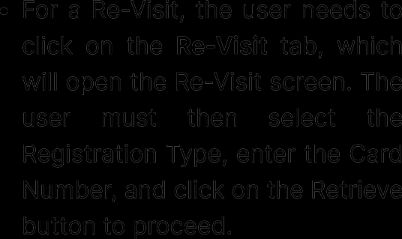 • For a Re-Visit, the user needs to
click on the Re-Visit tab, which
will open the Re-Visit screen. The
user must then select the
Registration Type, enter the Card
Number, and click on the Retrieve
button to proceed.